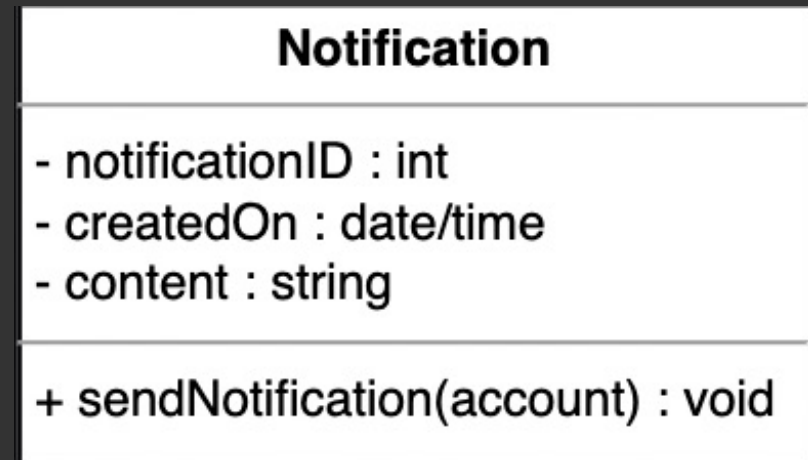 Notification
- notificationID : int
- createdOn : date/time
- content : string
+ sendNotification(account) : void